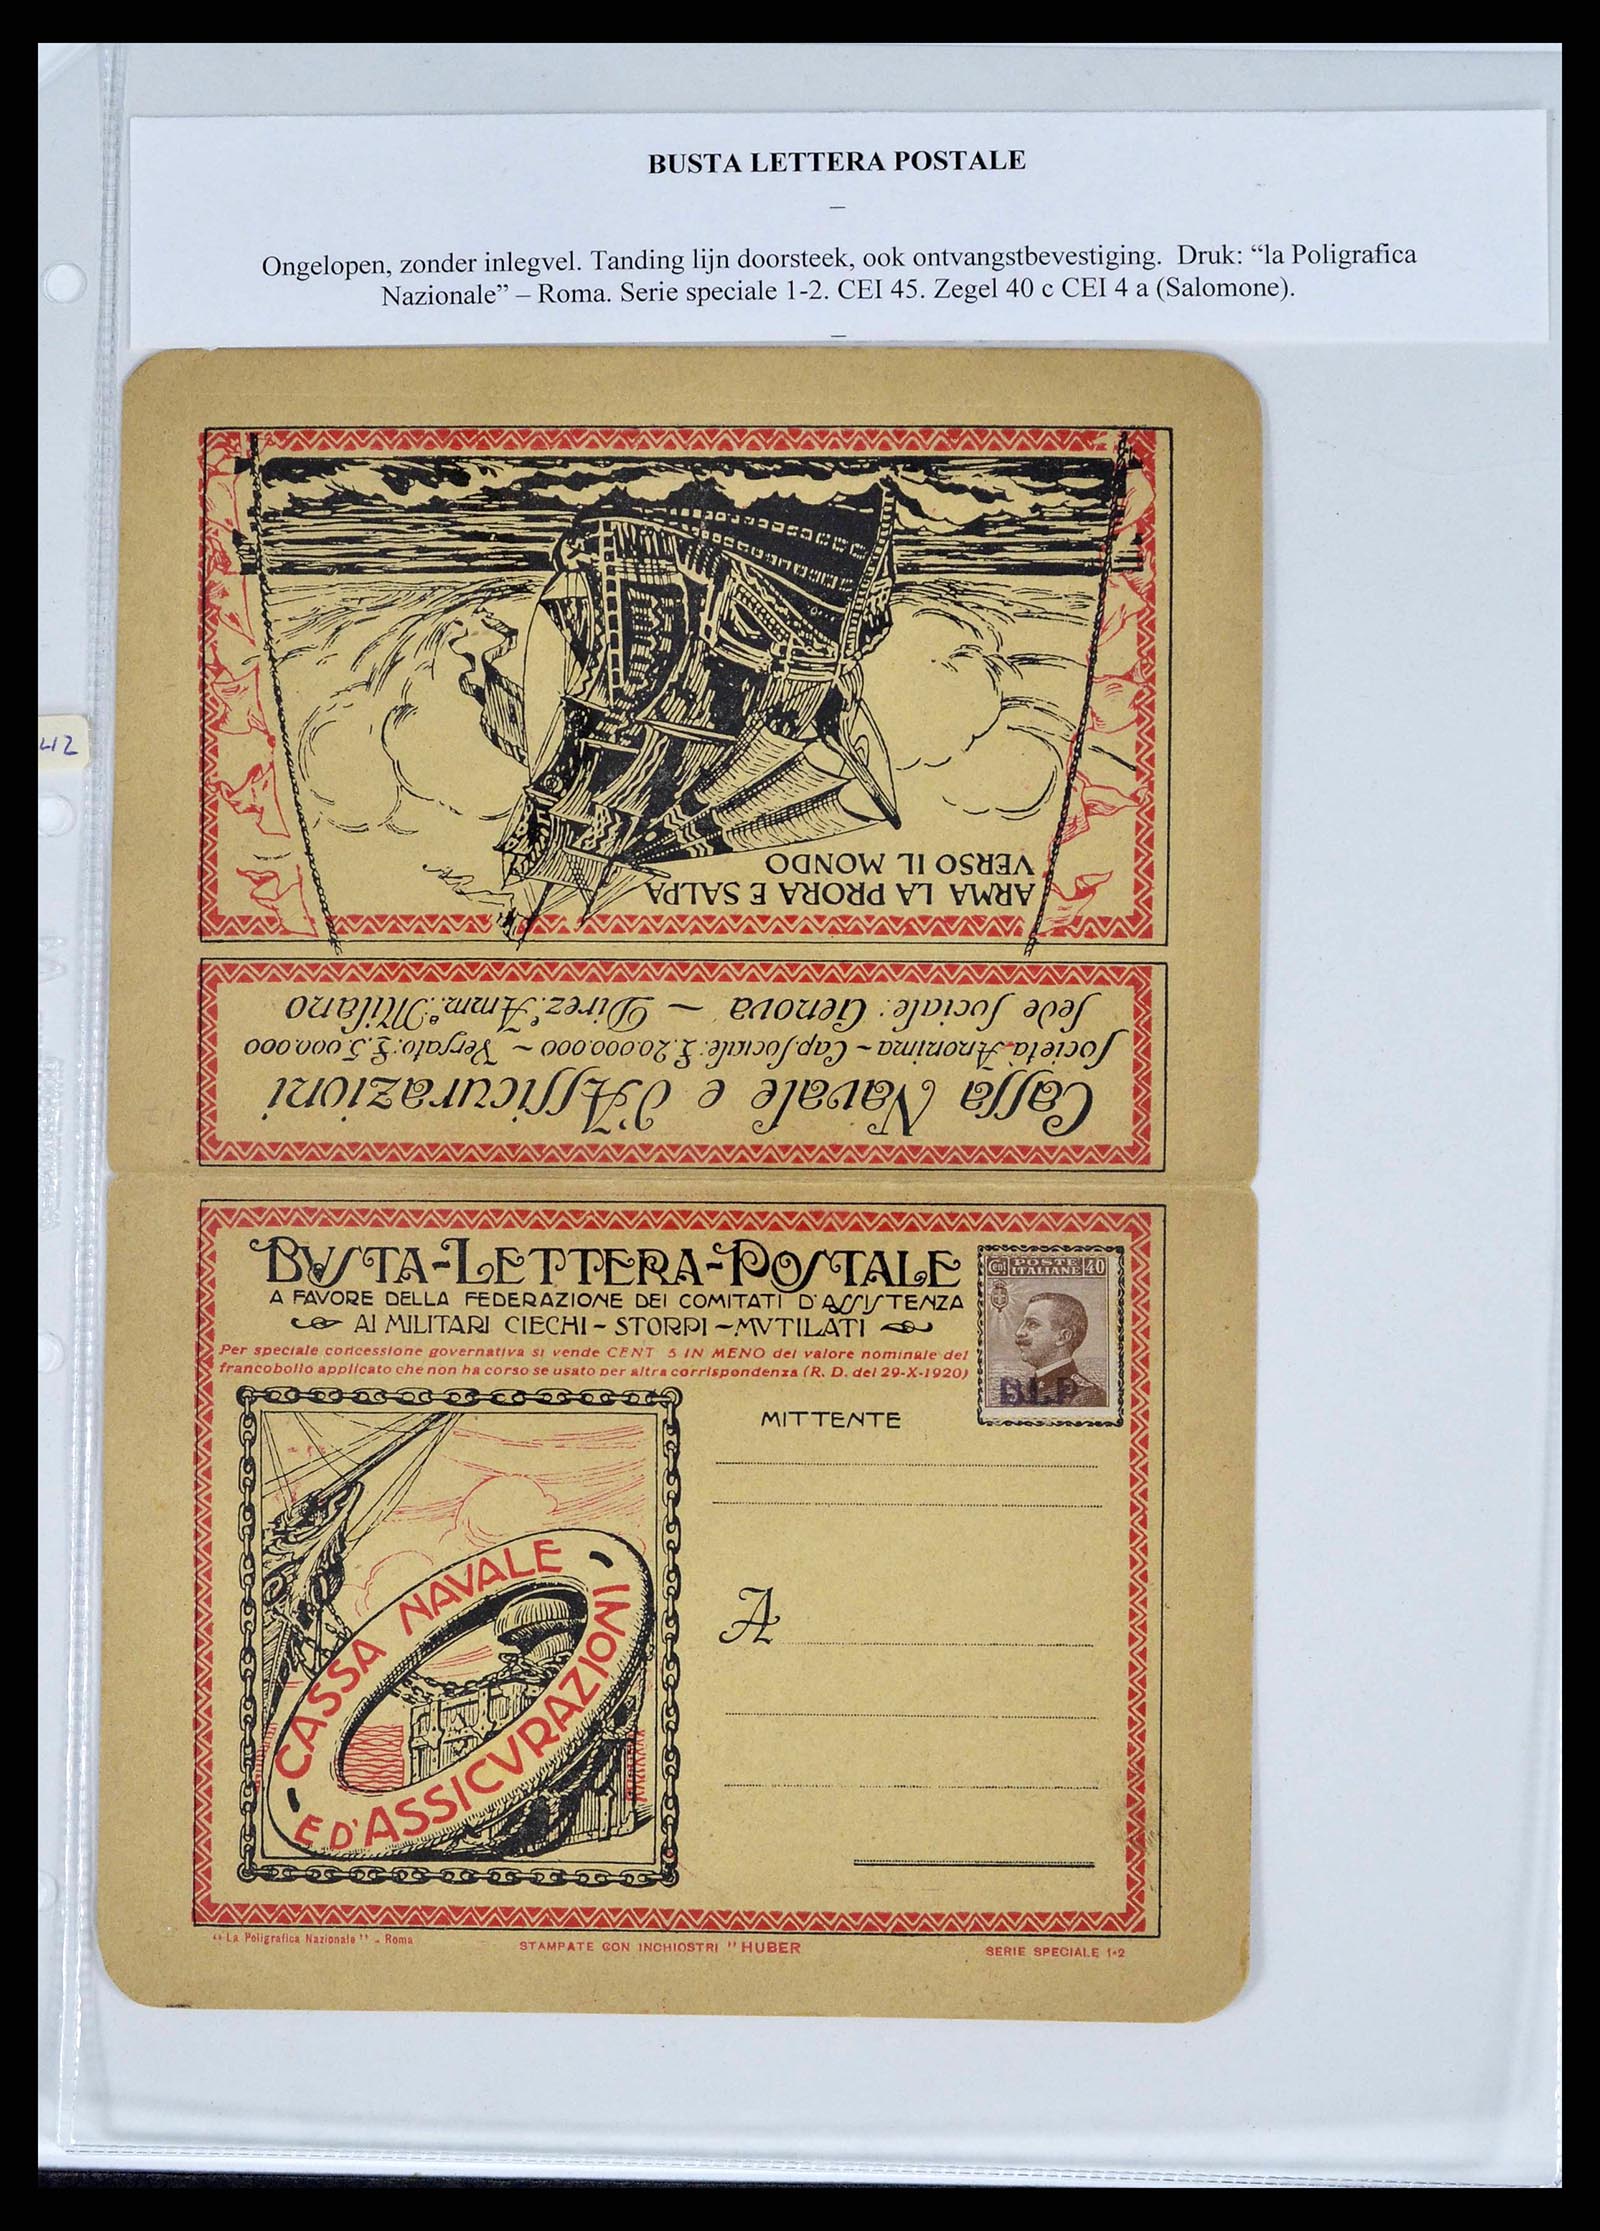 BUSTA LETTERA POSTALE
–
Ongelopen, zonder inlegvel. Tanding lijn doorsteek, ook ontvangstbevestiging. Druk: “la Poligrafica
Nazionale” – Roma. Serie speciale 1-2. CEI 45. Zegel 40 c CEI 4 a (Salomone).
–
412
ARMA LA PRORA E SALPA
VERSO IL MONDO
Cassa Navale e d'Assicurazioni
Società Anonima - Cap. Sociale: £. 20.000.000 - Versato: £. 5.000.000
Sede Sociale: Genova - Direz.e Amm.e: Milano
BUSTA-LETTERA-POSTALE
A FAVORE DELLA FEDERAZIONE DEI COMITATI D'ASSISTENZA
AI MILITARI CIECHI - STORPI - MVTILATI
Per speciale concessione governativa si vende CENT 5 IN MENO del valore nominale del
francobollo applicato che non ha corso se usato per altra corrispondenza (R. D. del 29-X-1920)
Cent POSTE ITALIANE 40
B.L.P
MITTENTE
A
CASSA NAVALE
E D'ASSICVRAZIONI
“La Poligrafica Nazionale” - Roma
STAMPATE CON INCHIOSTRI "HUBER
SERIE SPECIALE 1-2